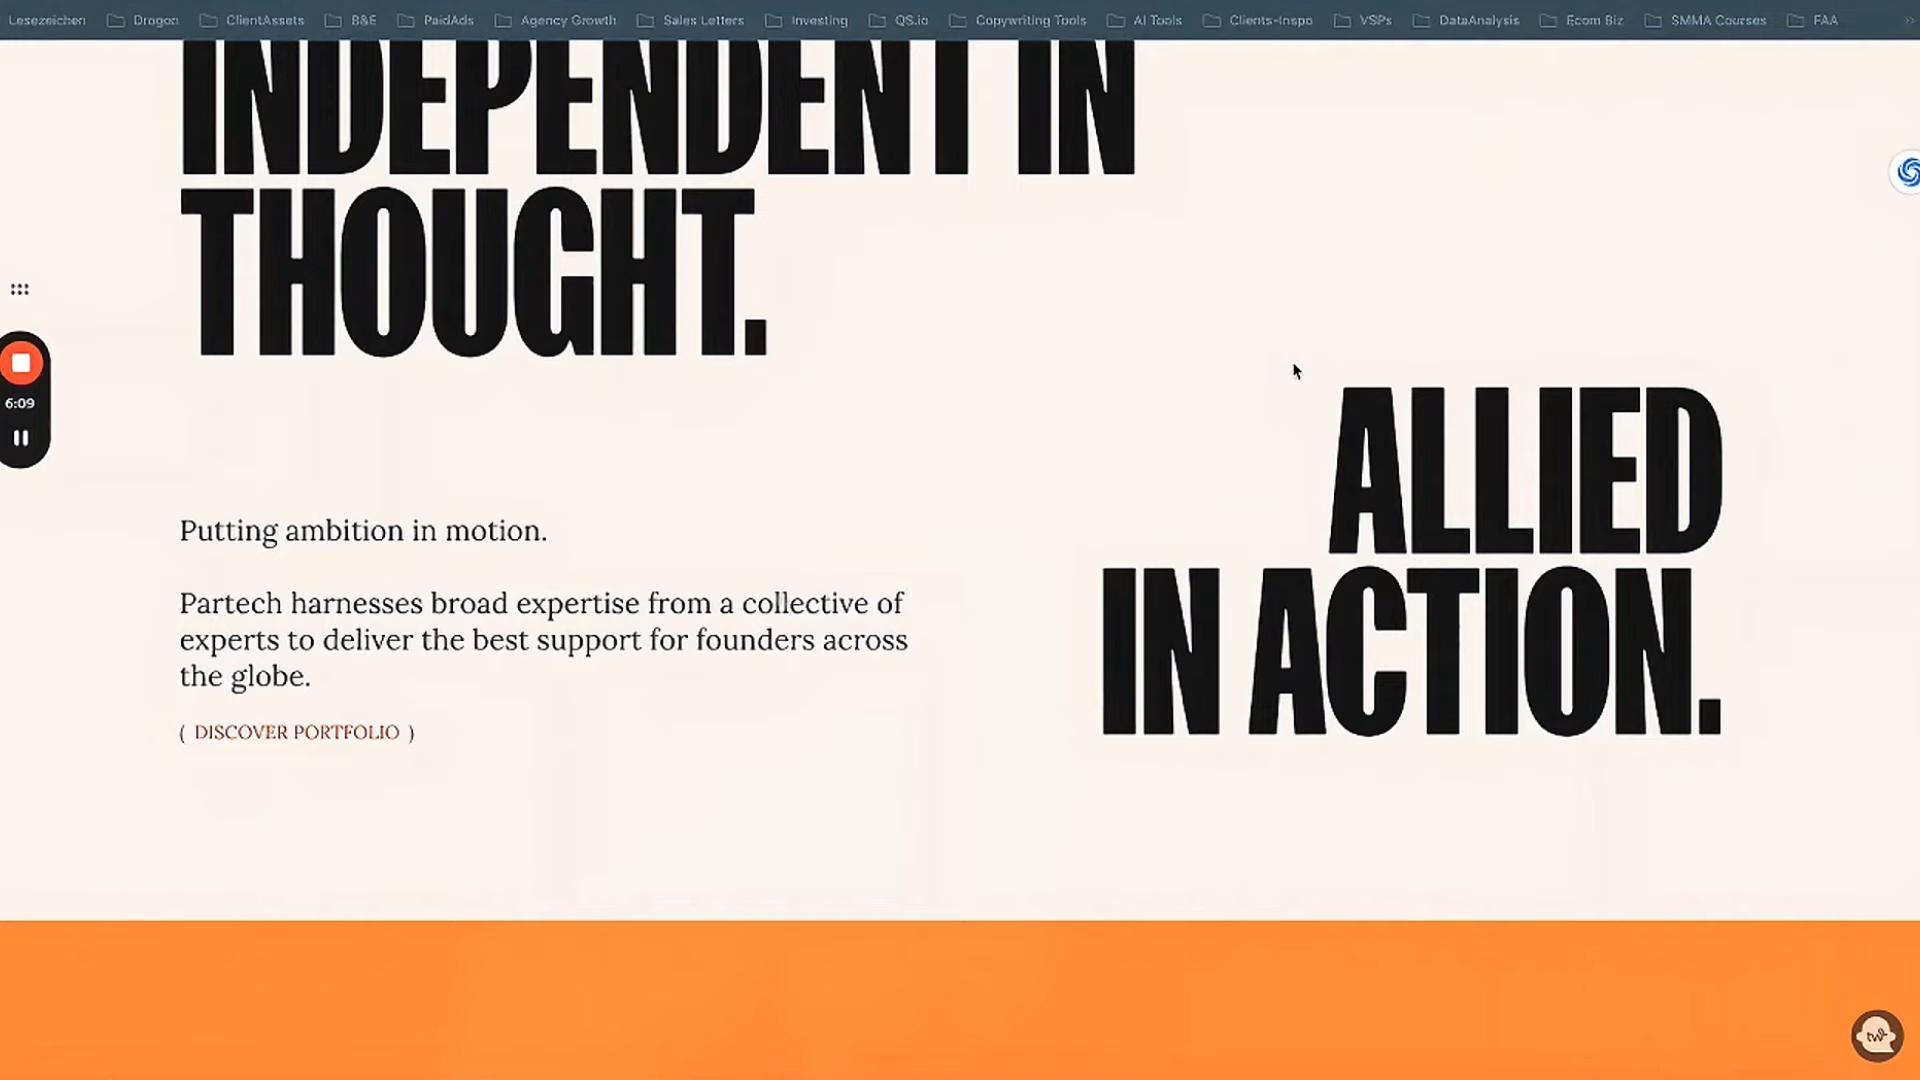 Lesezeichen Drogon ClientAssets B&E PaidAds Agency Growth Sales Letters Investing QS.io Copywriting Tools AI Tools Clients-Inspo VSPs DataAnalysis Ecom Biz SMMA Courses FAA >>
INDEPENDENT IN
THOUGHT.
6:09
ALLIED
IN ACTION.
Putting ambition in motion.
Partech harnesses broad expertise from a collective of
experts to deliver the best support for founders across
the globe.
( DISCOVER PORTFOLIO )
tw